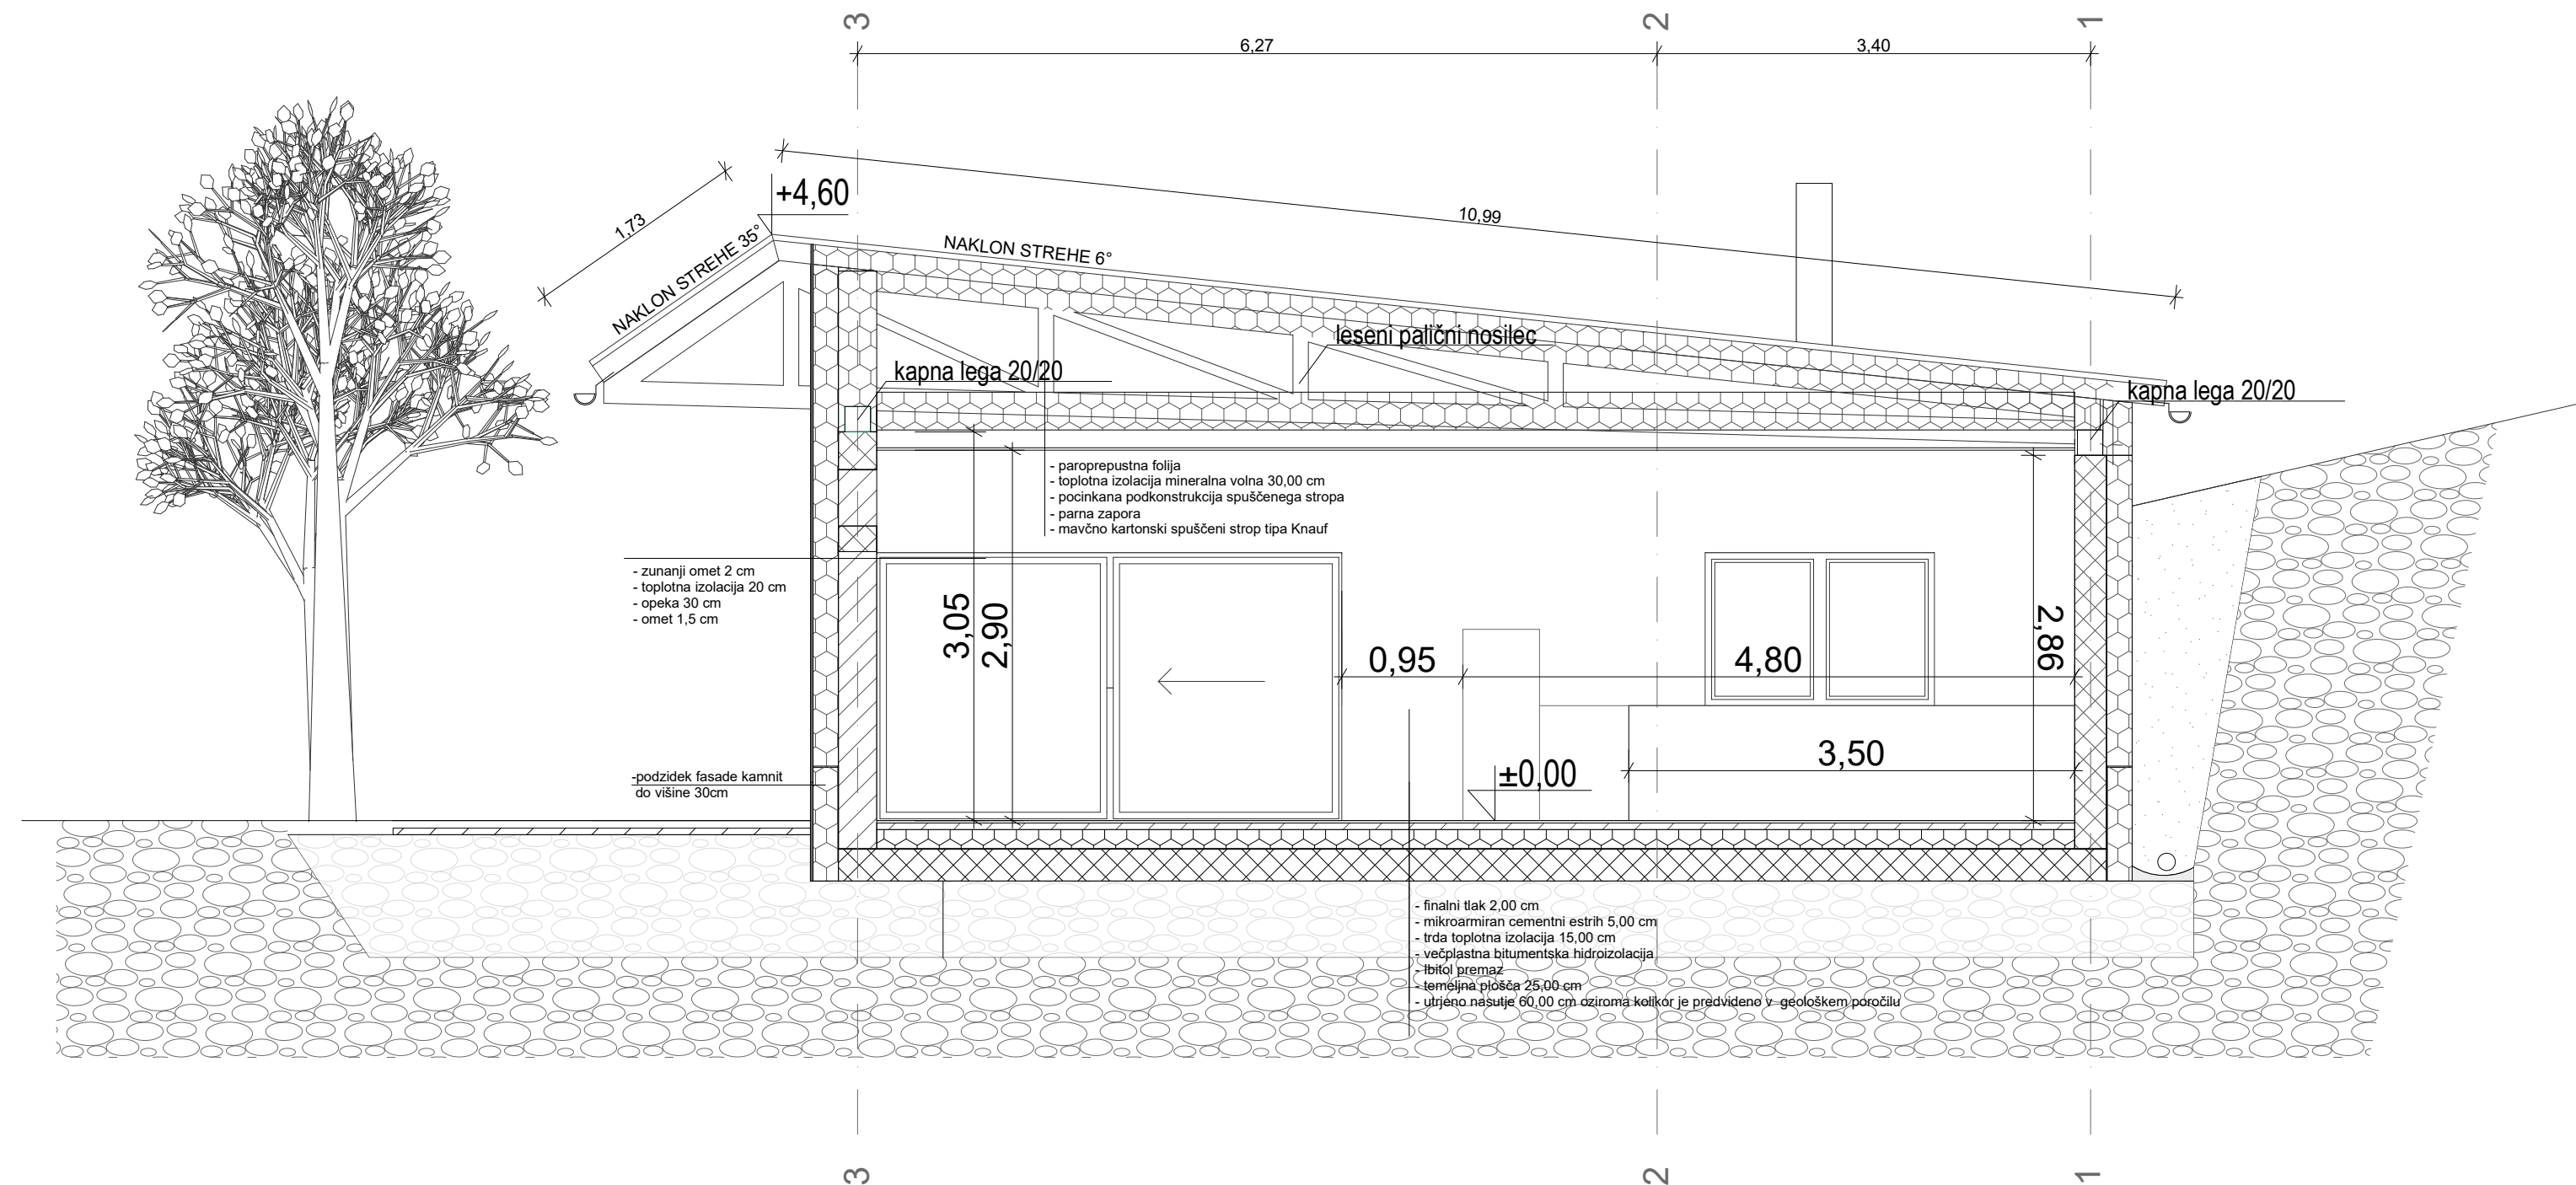 3
2
1
6,27
3,40
1,73
+4,60
10,99
NAKLON STREHE 35°
NAKLON STREHE 6°
leseni palični nosilec
kapna lega 20/20
kapna lega 20/20
- paroprepustna folija
- toplotna izolacija mineralna volna 30,00 cm
- pocinkana podkonstrukcija spuščenega stropa
- parna zapora
- mavčno kartonski spuščeni strop tipa Knauf
- zunanji omet 2 cm
- toplotna izolacija 20 cm
- opeka 30 cm
- omet 1,5 cm
3,05
2,90
0,95
4,80
2,86
3,50
±0,00
-podzidek fasade kamnit
do višine 30cm
- finalni tlak 2,00 cm
- mikroarmiran cementni estrih 5,00 cm
- trda toplotna izolacija 15,00 cm
- večplastna bitumentska hidroizolacija
- Ibitol premaz
- temeljna plošča 25,00 cm
- utrjeno nasutje 60,00 cm oziroma kolikor je predvideno v geološkem poročilu
3
2
1